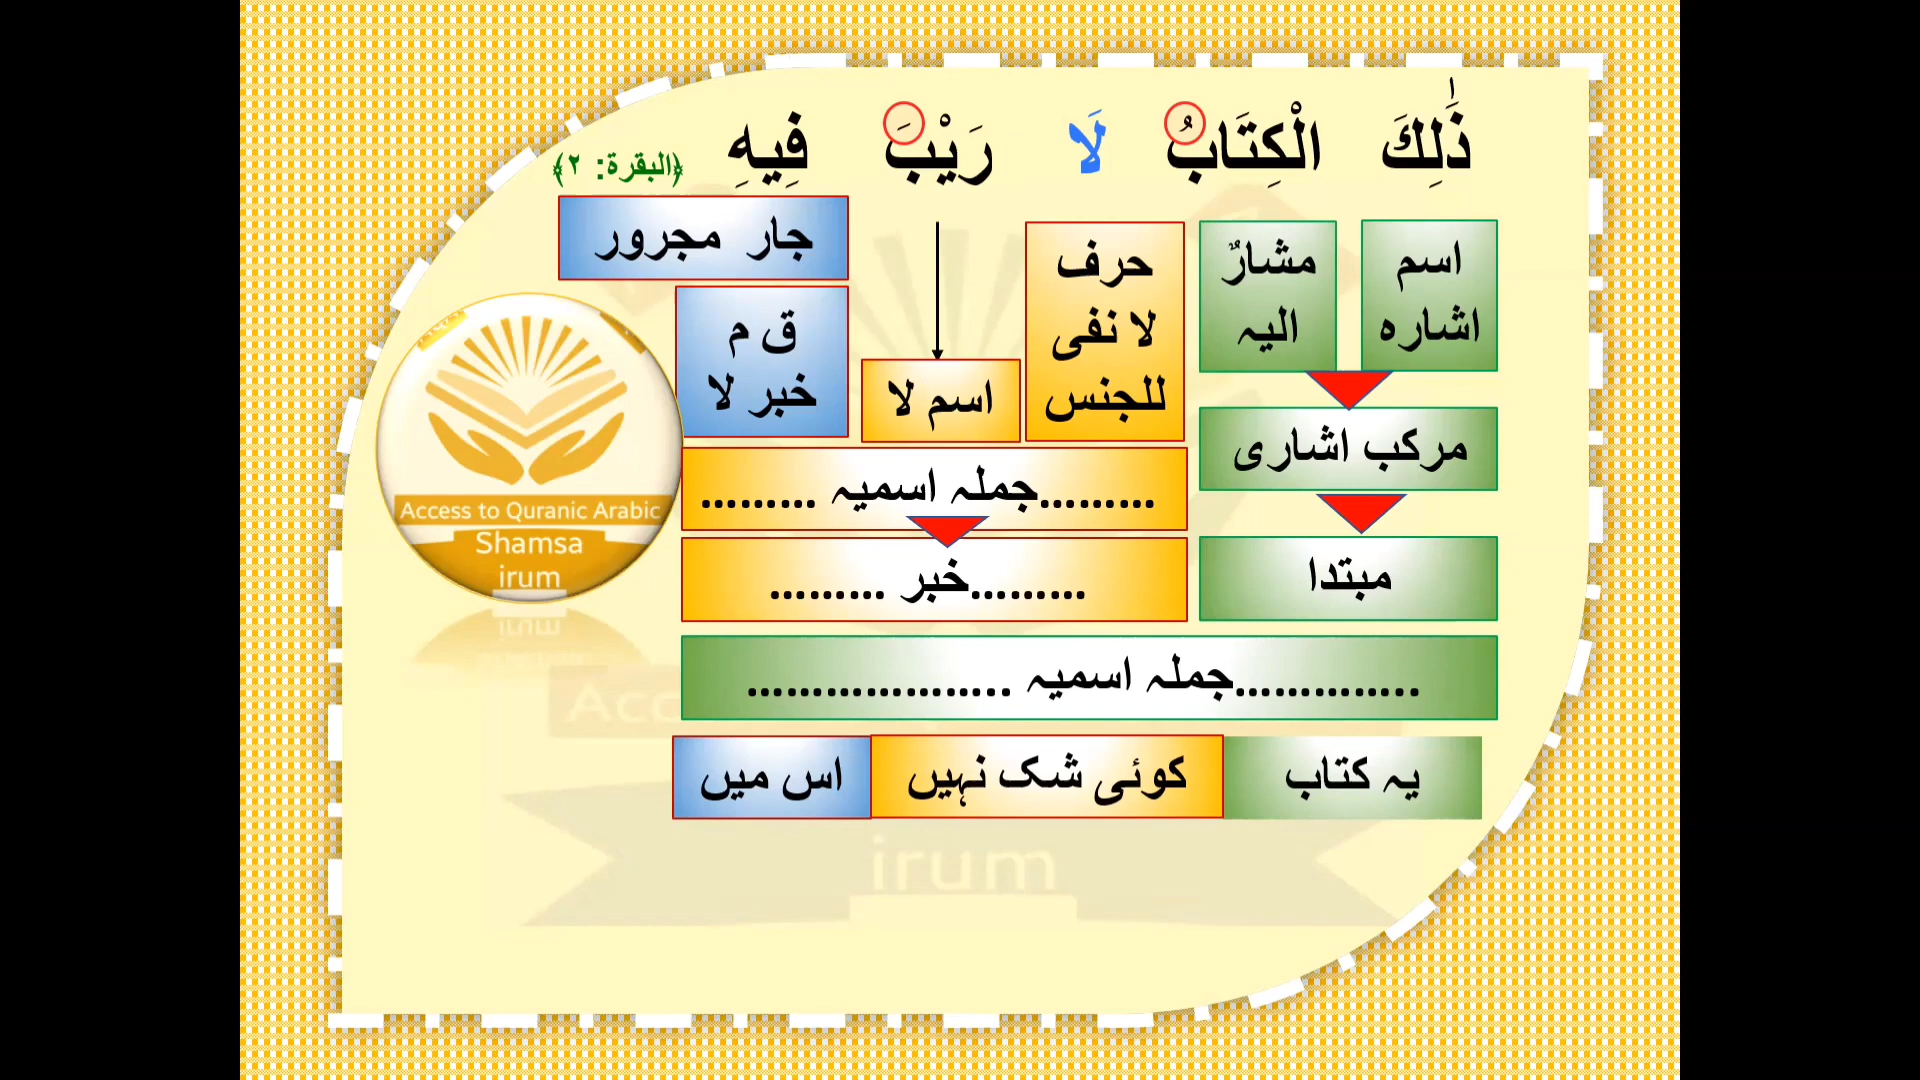 ذَٰلِكَ الْكِتَابُ لَا رَيْبَ فِيهِ ﴿البقرة: ٢﴾
اسم
اشارہ
مشارٌ
الیہ
حرف
لا نفی
للجنس
اسم لا
جار مجرور
ق م
خبر لا
مرکب اشاری
.........جملہ اسمیہ .........
مبتدا
.........خبر .........
..............جملہ اسمیہ ....................
یہ کتاب
کوئی شک نہیں
اس میں
Access to Quranic Arabic
Shamsa
irum
irum